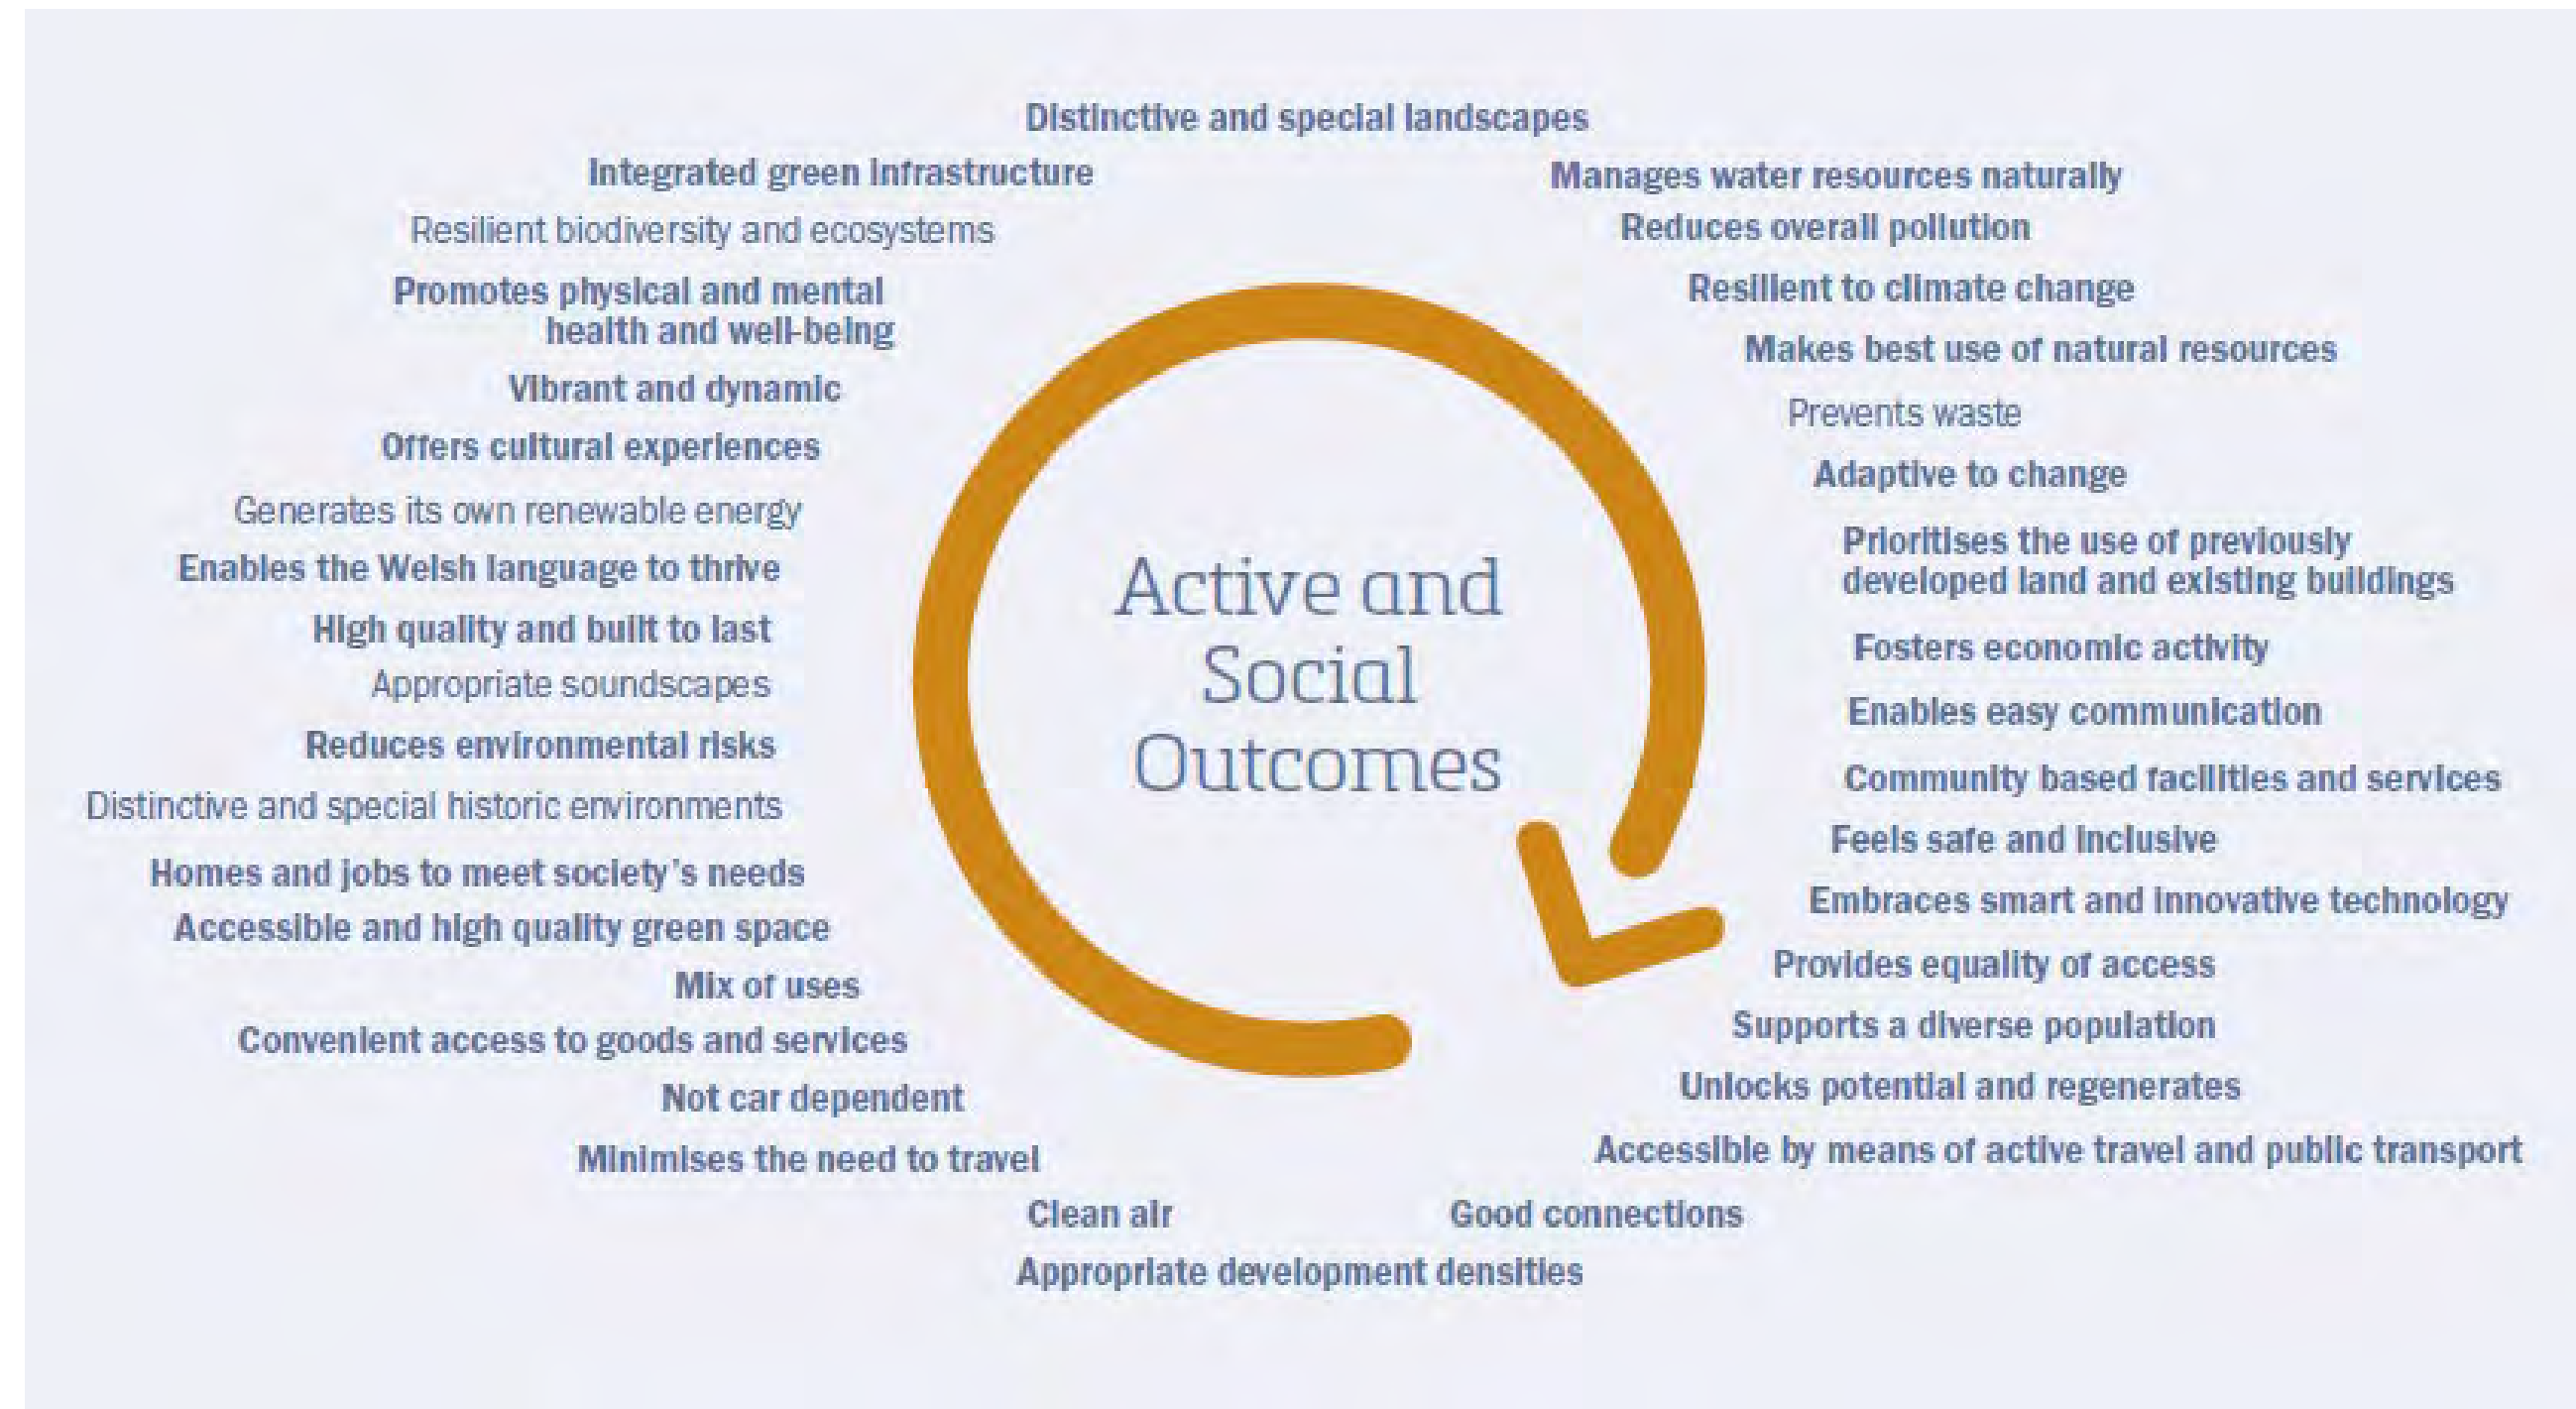 Distinctive and special landscapes
Integrated green infrastructure
Manages water resources naturally
Resilient biodiversity and ecosystems
Reduces overall pollution
Promotes physical and mental
health and well-being
Resilient to climate change
Vibrant and dynamic
Makes best use of natural resources
Offers cultural experiences
Prevents waste
Generates its own renewable energy
Adaptive to change
Enables the Welsh language to thrive
Prioritises the use of previously
developed land and existing buildings
High quality and built to last
Fosters economic activity
Appropriate soundscapes
Enables easy communication
Reduces environmental risks
Community based facilities and services
Distinctive and special historic environments
Feels safe and inclusive
Homes and jobs to meet society's needs
Embraces smart and innovative technology
Accessible and high quality green space
Provides equality of access
Mix of uses
Supports a diverse population
Convenient access to goods and services
Unlocks potential and regenerates
Not car dependent
Accessible by means of active travel and public transport
Minimises the need to travel
Clean air
Good connections
Appropriate development densities
Active and
Social
Outcomes